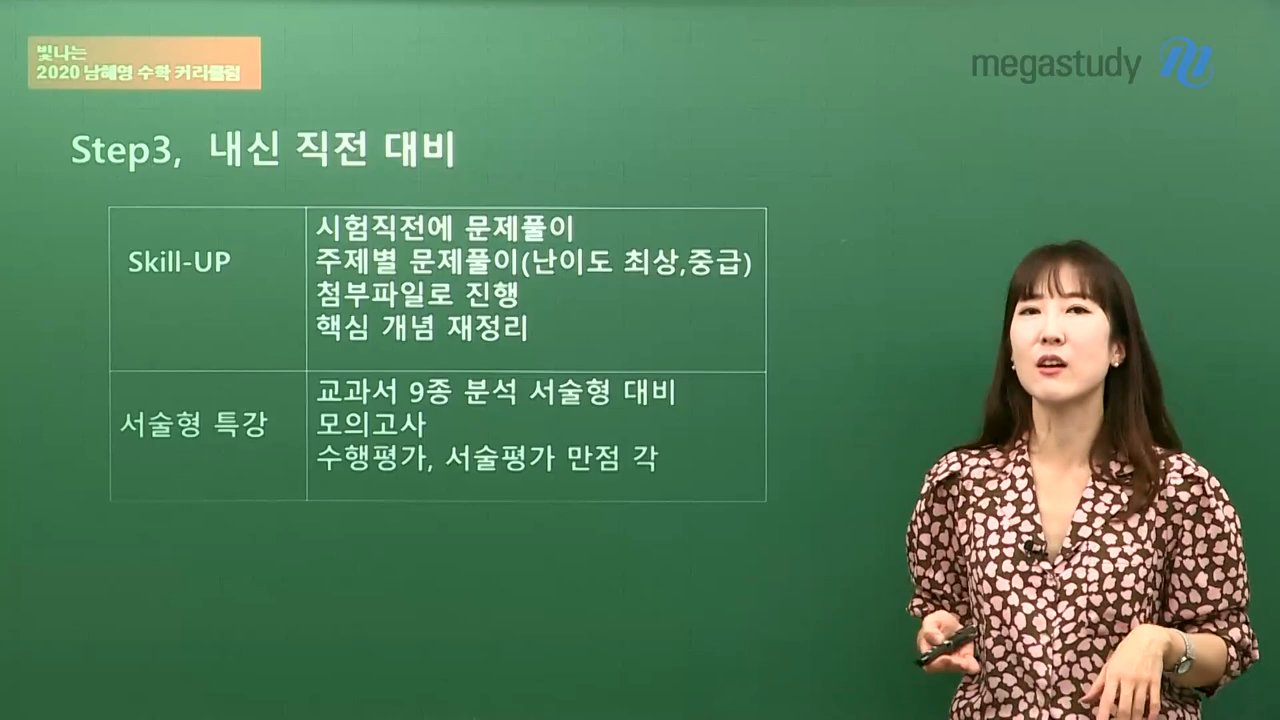 빛나는
2020 남혜영 수학 커리큘럼
megastudy
Step3, 내신 직전 대비
Skill-UP
시험직전에 문제풀이
주제별 문제풀이(난이도 최상,중급)
첨부파일로 진행
핵심 개념 재정리
서술형 특강
교과서 9종 분석 서술형 대비
모의고사
수행평가, 서술평가 만점 각